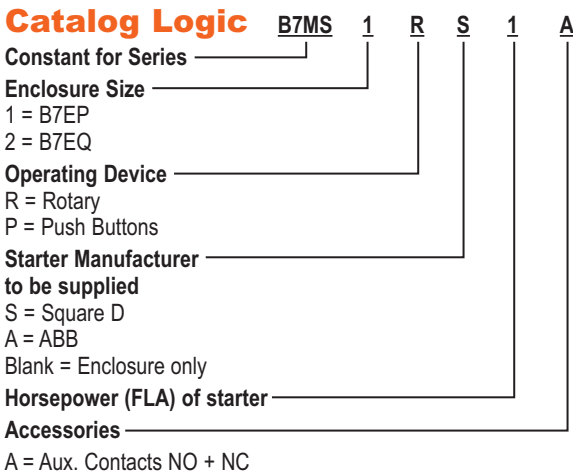 Catalog Logic B7MS 1 R S 1 A
Constant for Series
Enclosure Size
1 = B7EP
2 = B7EQ
Operating Device
R = Rotary
P = Push Buttons
Starter Manufacturer
to be supplied
S = Square D
A = ABB
Blank = Enclosure only
Horsepower (FLA) of starter
Accessories
A = Aux. Contacts NO + NC